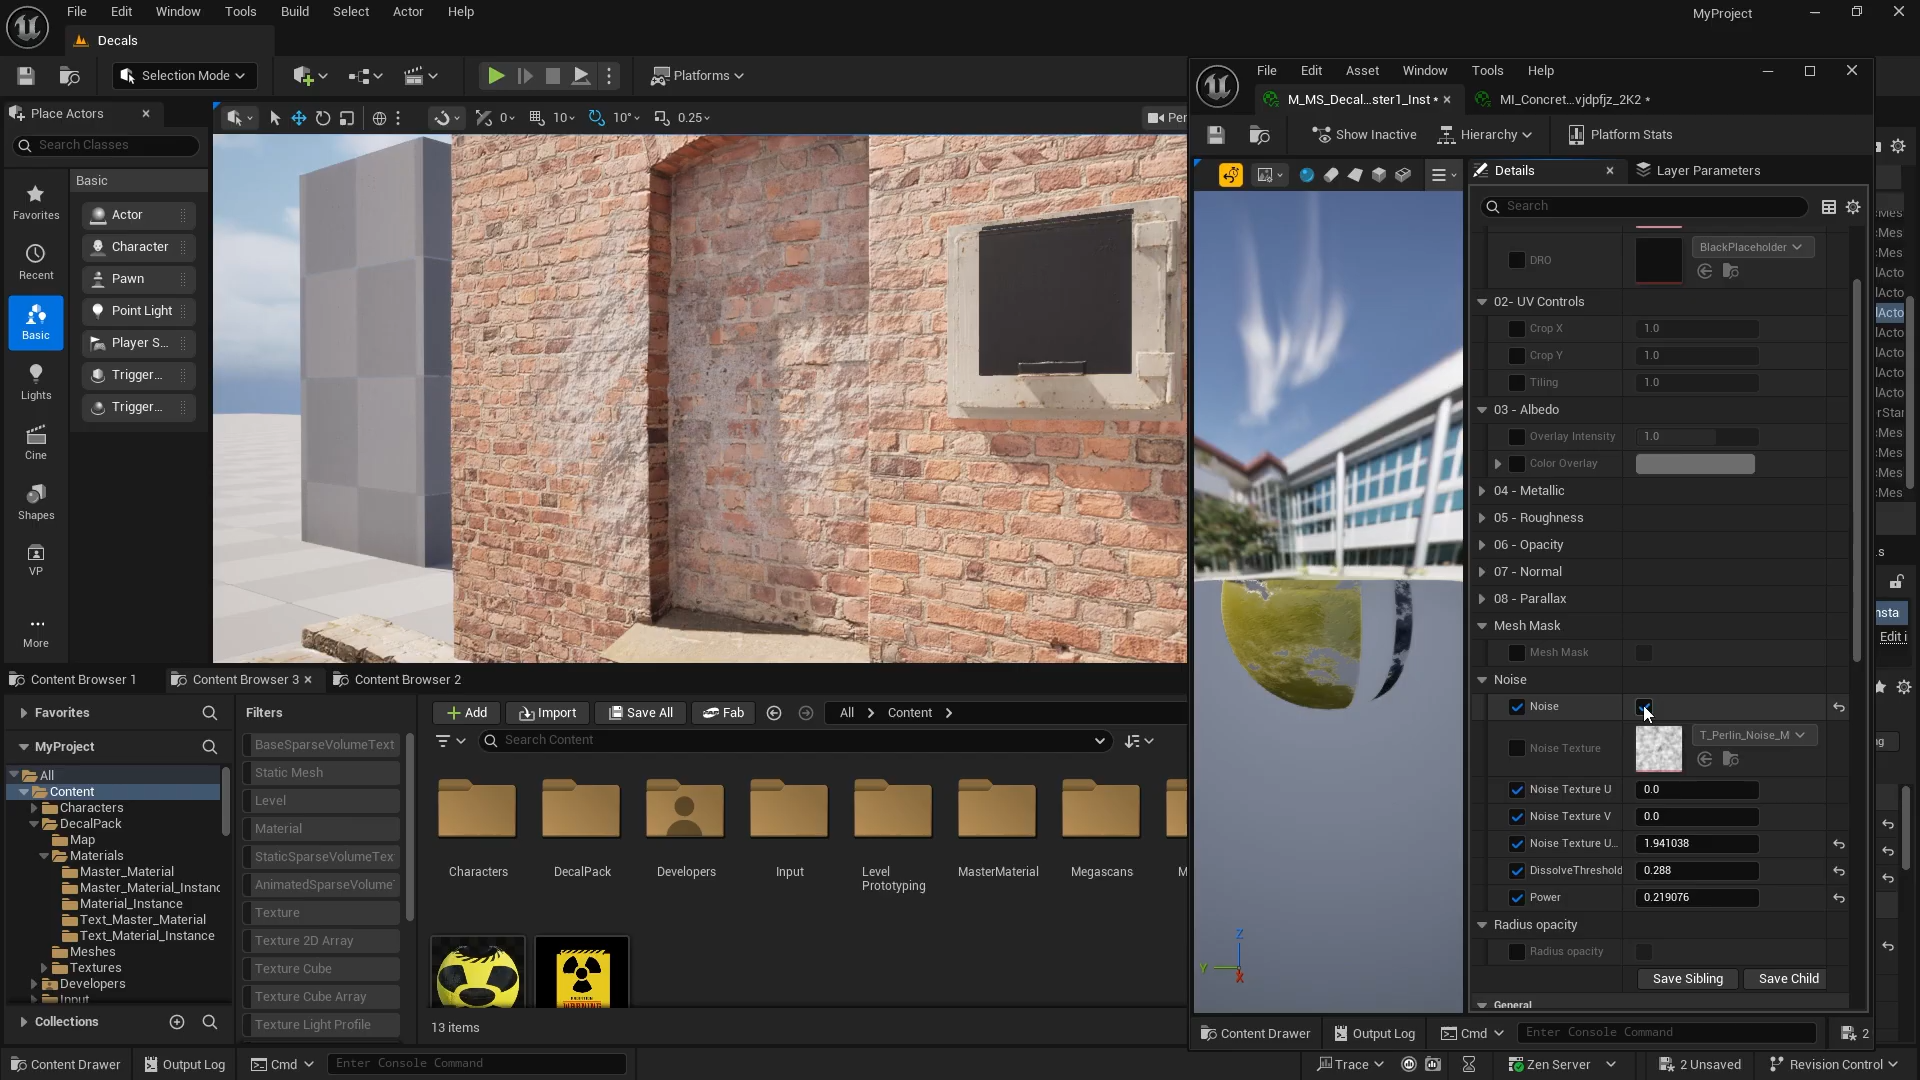 File Edit Window Tools Build Select Actor Help
MyProject
Decals
Selection Mode
Platforms
Place Actors
Search Classes
Favorites
Recent
Basic
Lights
Cine
Shapes
VP
More
Basic
Actor
Character
Pawn
Point Light
Player S...
Trigger...
Trigger...
0
10
10°
0.25
Per
File Edit Asset Window Tools Help
M_MS_Decal...ster1_Inst •
MI_Concret...vjdpfjz_2K2 •
Show Inactive
Hierarchy
Platform Stats
Details
Layer Parameters
Search
DRO
BlackPlaceholder
02- UV Controls
Crop X 1.0
Crop Y 1.0
Tiling 1.0
03 - Albedo
Overlay Intensity 1.0
Color Overlay
04 - Metallic
05 - Roughness
06 - Opacity
07 - Normal
08 - Parallax
Mesh Mask
Mesh Mask
Noise
Noise
Noise Texture T_Perlin_Noise_M
Noise Texture U 0.0
Noise Texture V 0.0
Noise Texture U... 1.941038
DissolveThreshold 0.288
Power 0.219076
Radius opacity
Radius opacity
Save Sibling Save Child
General
Z
Y
X
Content Drawer Output Log Cmd Enter Console Command 2
Content Browser 1
Content Browser 3
Content Browser 2
Favorites
MyProject
All
Content
Characters
DecalPack
Map
Materials
Master_Material
Master_Material_Instanc
Material_Instance
Text_Master_Material
Text_Material_Instance
Meshes
Textures
Developers
Input
Collections
Filters
BaseSparseVolumeText
Static Mesh
Level
Material
StaticSparseVolumeTex
AnimatedSparseVolume
Texture
Texture 2D Array
Texture Cube
Texture Cube Array
Texture Light Profile
Add Import Save All Fab All Content
Search Content
Characters
DecalPack
Developers
Input
Level Prototyping
MasterMaterial
Megascans
M
WARNING
13 items
Edit i
Content Drawer Output Log Cmd Enter Console Command
Trace
Zen Server
2 Unsaved
Revision Control